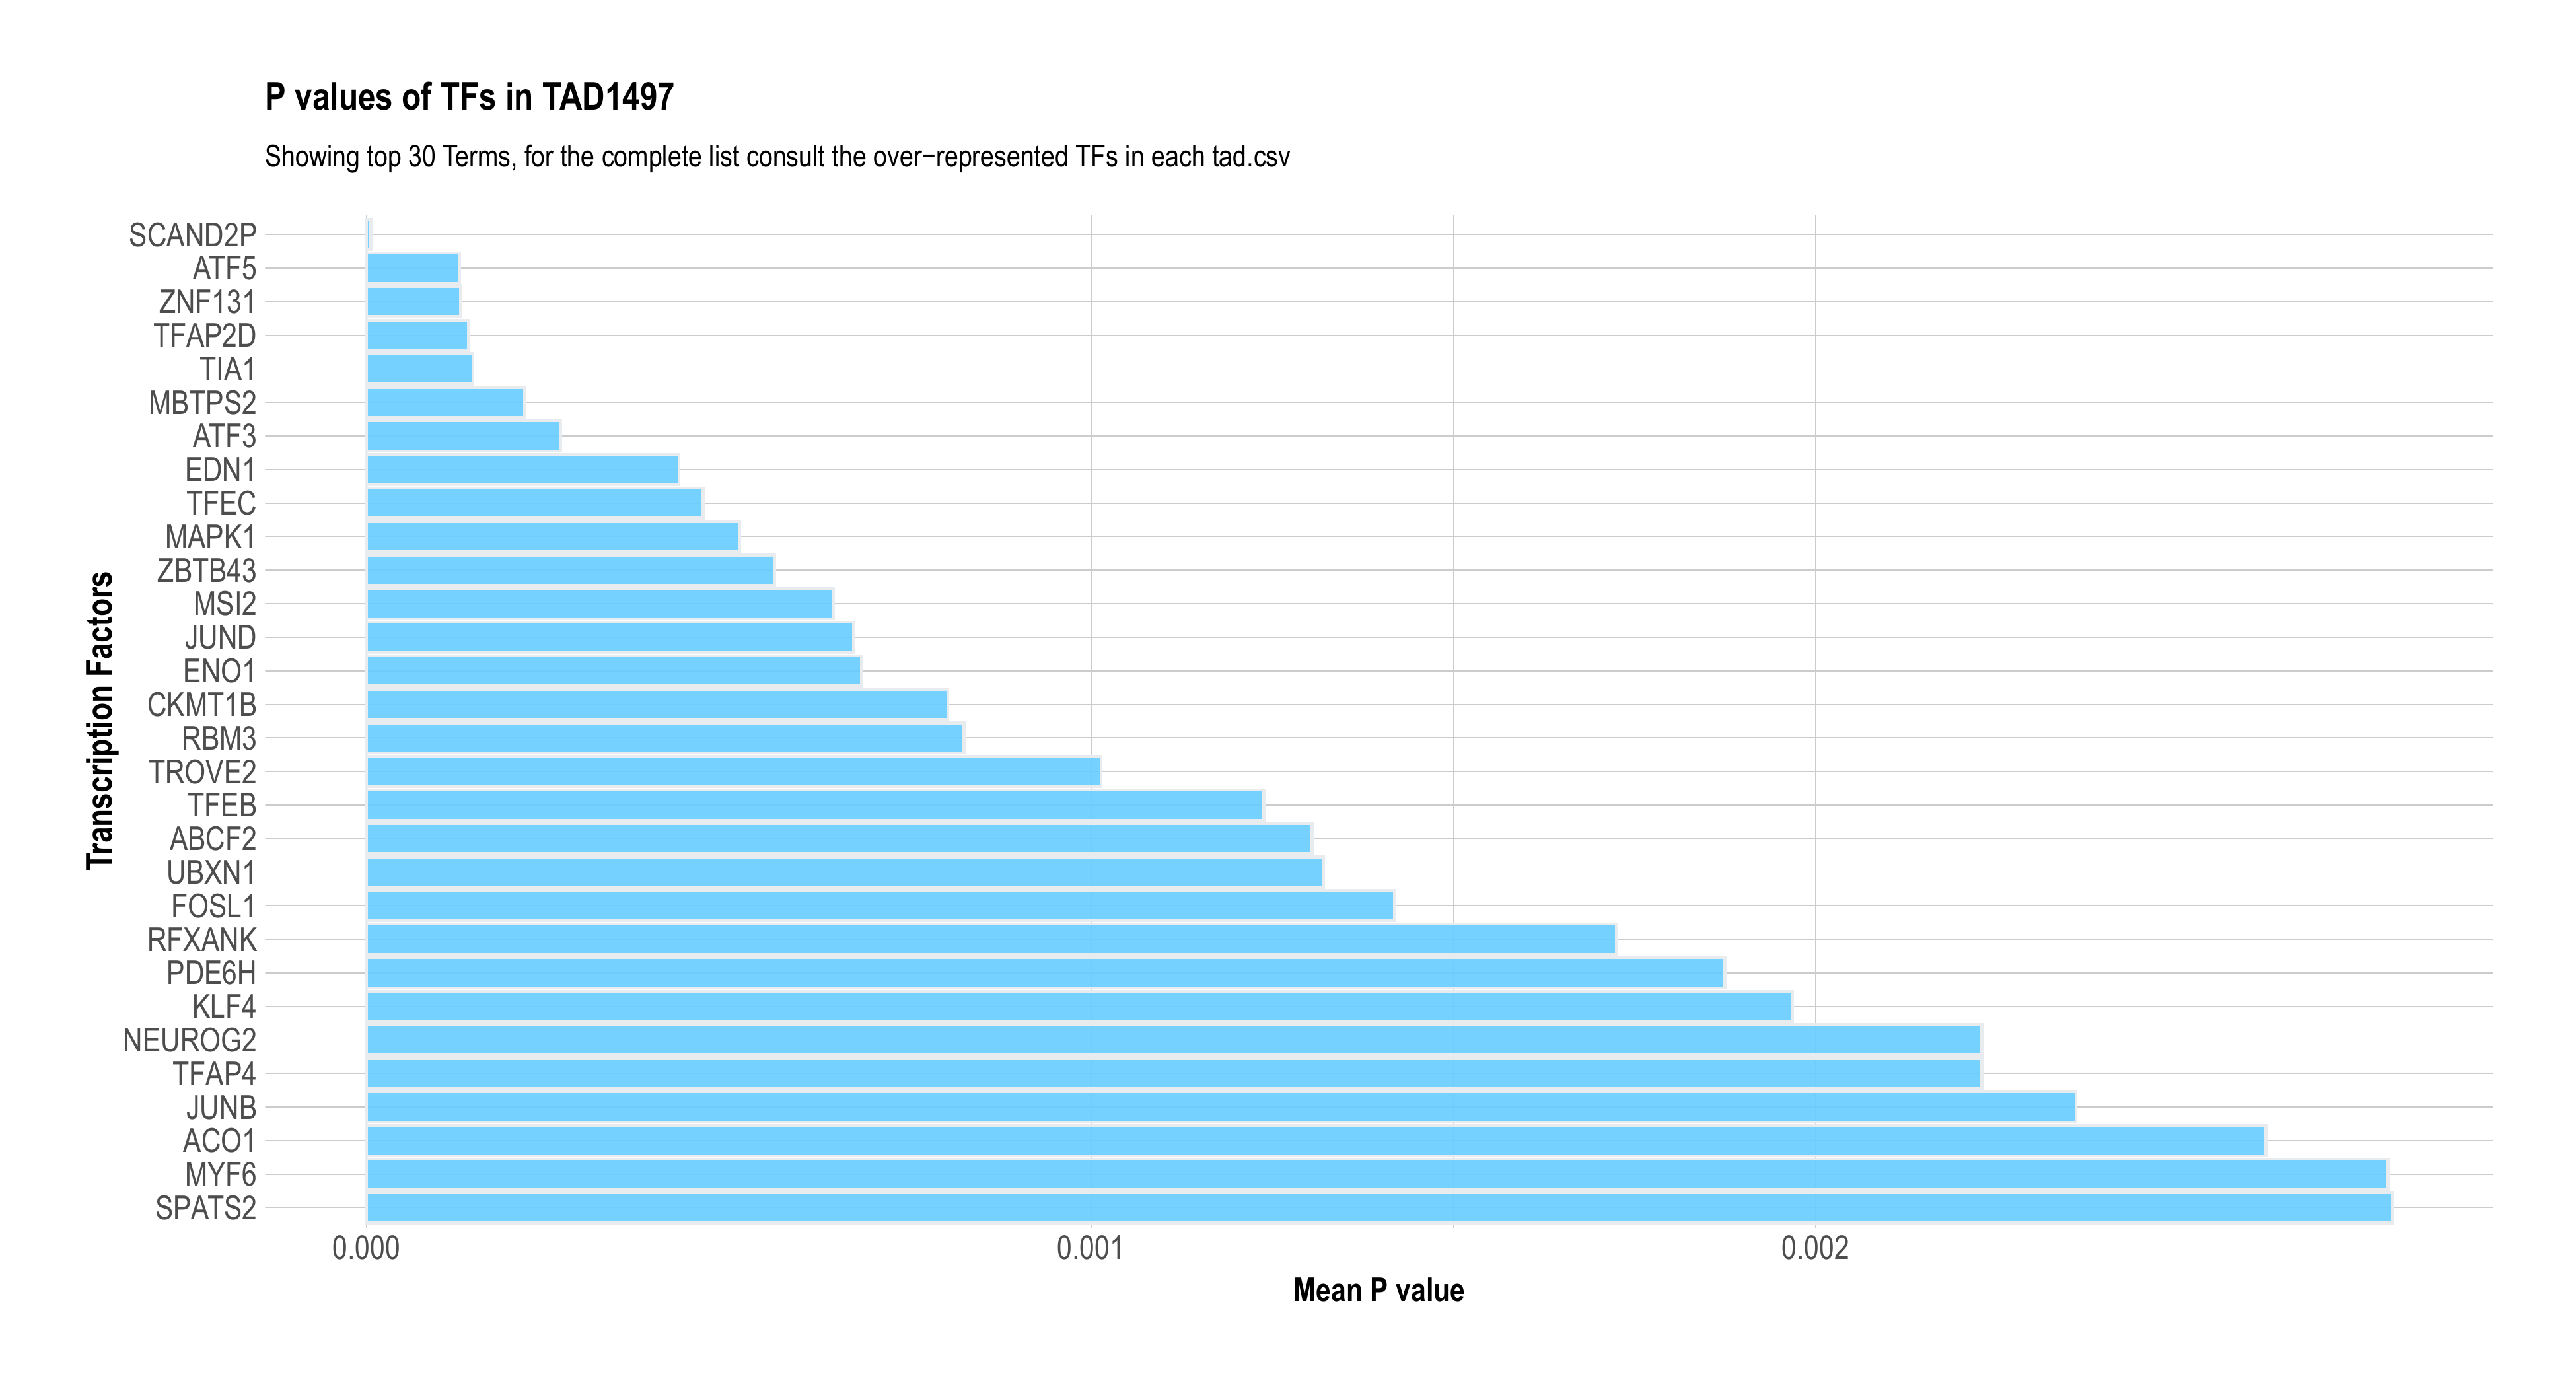 P values of TFs in TAD1497
Showing top 30 Terms, for the complete list consult the over−represented TFs in each tad.csv
Transcription Factors
SCAND2P
ATF5
ZNF131
TFAP2D
TIA1
MBTPS2
ATF3
EDN1
TFEC
MAPK1
ZBTB43
MSI2
JUND
ENO1
CKMT1B
RBM3
TROVE2
TFEB
ABCF2
UBXN1
FOSL1
RFXANK
PDE6H
KLF4
NEUROG2
TFAP4
JUNB
ACO1
MYF6
SPATS2
0.000 0.001 0.002
Mean P value